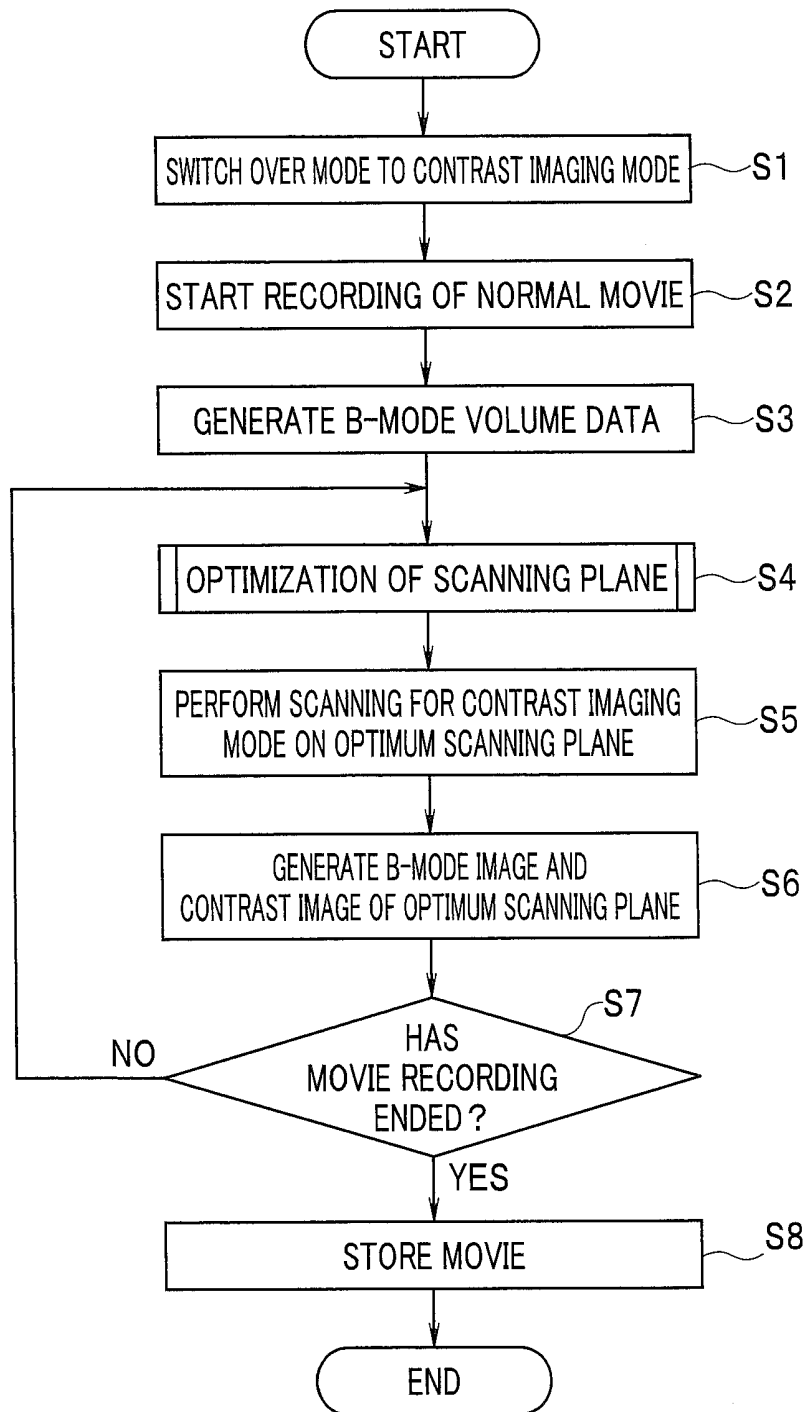 START
SWITCH OVER MODE TO CONTRAST IMAGING MODE
S1
START RECORDING OF NORMAL MOVIE
S2
GENERATE B-MODE VOLUME DATA
S3
OPTIMIZATION OF SCANNING PLANE
S4
PERFORM SCANNING FOR CONTRAST IMAGING
MODE ON OPTIMUM SCANNING PLANE
S5
GENERATE B-MODE IMAGE AND
CONTRAST IMAGE OF OPTIMUM SCANNING PLANE
S6
S7
HAS
MOVIE RECORDING
ENDED?
NO
YES
STORE MOVIE
S8
END